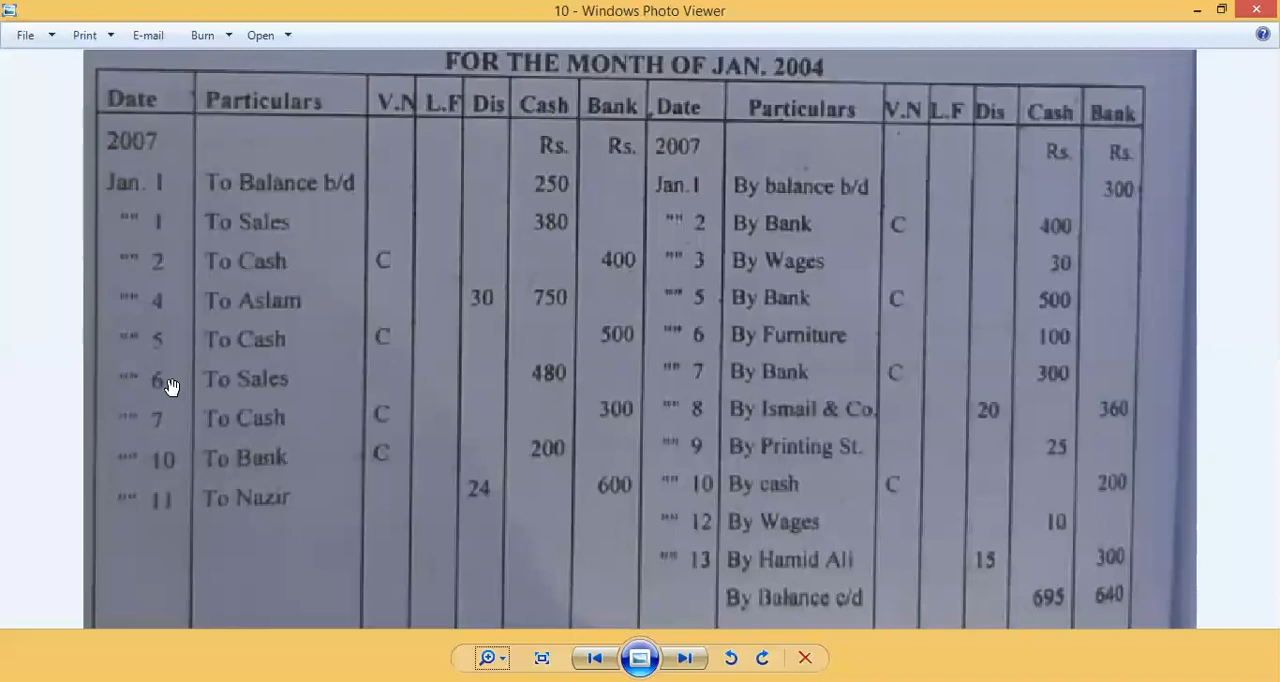 10 - Windows Photo Viewer
File Print E-mail Burn Open
FOR THE MONTH OF JAN. 2004
Date Particulars V.N L.F Dis Cash Bank Date Particulars V.N L.F Dis Cash Bank
2007 Rs. Rs. 2007 Rs. Rs.
Jan. 1 To Balance b/d 250 Jan.1 By balance b/d 300
"" 1 To Sales 380 "" 2 By Bank C 400
"" 2 To Cash C 400 "" 3 By Wages 30
"" 4 To Aslam 30 750 "" 5 By Bank C 500
"" 5 To Cash C 500 "" 6 By Furniture 100
"" 6 To Sales 480 "" 7 By Bank C 300
"" 7 To Cash C 300 "" 8 By Ismail & Co. 20 360
"" 10 To Bank C 200 "" 9 By Printing St. 25
"" 11 To Nazir 24 600 "" 10 By cash C 200
"" 12 By Wages 10
"" 13 By Hamid Ali 15 300
By Balance c/d 695 640